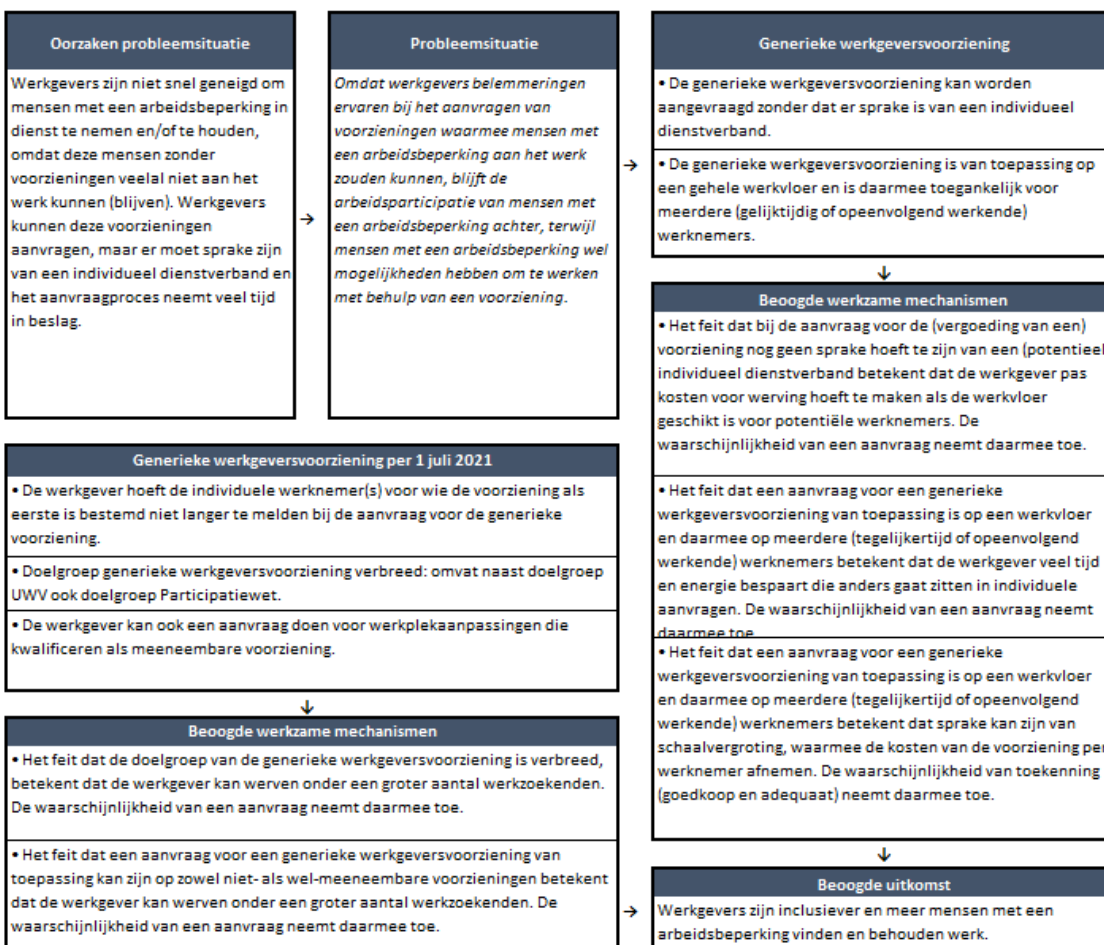 Oorzaken probleemsituatie
Werkgevers zijn niet snel geneigd om
mensen met een arbeidsbeperking in
dienst te nemen en/of te houden,
omdat deze mensen zonder
voorzieningen veelal niet aan het
werk kunnen (blijven). Werkgevers
kunnen deze voorzieningen
aanvragen, maar er moet sprake zijn
van een individueel dienstverband en
het aanvraagproces neemt veel tijd
in beslag.
→
Probleemsituatie
Omdat werkgevers belemmeringen
ervaren bij het aanvragen van
voorzieningen waarmee mensen met
een arbeidsbeperking aan het werk
zouden kunnen, blijft de
arbeidsparticipatie van mensen met
een arbeidsbeperking achter, terwijl
mensen met een arbeidsbeperking wel
mogelijkheden hebben om te werken
met behulp van een voorziening.
→
Generieke werkgeversvoorziening
• De generieke werkgeversvoorziening kan worden
aangevraagd zonder dat er sprake is van een individueel
dienstverband.
• De generieke werkgeversvoorziening is van toepassing op
een gehele werkvloer en is daarmee toegankelijk voor
meerdere (gelijktijdig of opeenvolgend werkende)
werknemers.
↓
Beoogde werkzame mechanismen
• Het feit dat bij de aanvraag voor de (vergoeding van een)
voorziening nog geen sprake hoeft te zijn van een (potentieel
individueel dienstverband betekent dat de werkgever pas
kosten voor werving hoeft te maken als de werkvloer
geschikt is voor potentiële werknemers. De
waarschijnlijkheid van een aanvraag neemt daarmee toe.
• Het feit dat een aanvraag voor een generieke
werkgeversvoorziening van toepassing is op een werkvloer
en daarmee op meerdere (tegelijkertijd of opeenvolgend
werkende) werknemers betekent dat de werkgever veel tijd
en energie bespaart die anders gaat zitten in individuele
aanvragen. De waarschijnlijkheid van een aanvraag neemt
daarmee toe
• Het feit dat een aanvraag voor een generieke
werkgeversvoorziening van toepassing is op een werkvloer
en daarmee op meerdere (tegelijkertijd of opeenvolgend
werkende) werknemers betekent dat sprake kan zijn van
schaalvergroting, waarmee de kosten van de voorziening per
werknemer afnemen. De waarschijnlijkheid van toekenning
(goedkoop en adequaat) neemt daarmee toe.
↓
Generieke werkgeversvoorziening per 1 juli 2021
• De werkgever hoeft de individuele werknemer(s) voor wie de voorziening als
eerste is bestemd niet langer te melden bij de aanvraag voor de generieke
voorziening.
• Doelgroep generieke werkgeversvoorziening verbreed: omvat naast doelgroep
UWV ook doelgroep Participatiewet.
• De werkgever kan ook een aanvraag doen voor werkplekaanpassingen die
kwalificeren als meeneembare voorziening.
↓
Beoogde werkzame mechanismen
• Het feit dat de doelgroep van de generieke werkgeversvoorziening is verbreed,
betekent dat de werkgever kan werven onder een groter aantal werkzoekenden.
De waarschijnlijkheid van een aanvraag neemt daarmee toe.
• Het feit dat een aanvraag voor een generieke werkgeversvoorziening van
toepassing kan zijn op zowel niet- als wel-meeneembare voorzieningen betekent
dat de werkgever kan werven onder een groter aantal werkzoekenden. De
waarschijnlijkheid van een aanvraag neemt daarmee toe.
→
Beoogde uitkomst
Werkgevers zijn inclusiever en meer mensen met een
arbeidsbeperking vinden en behouden werk.